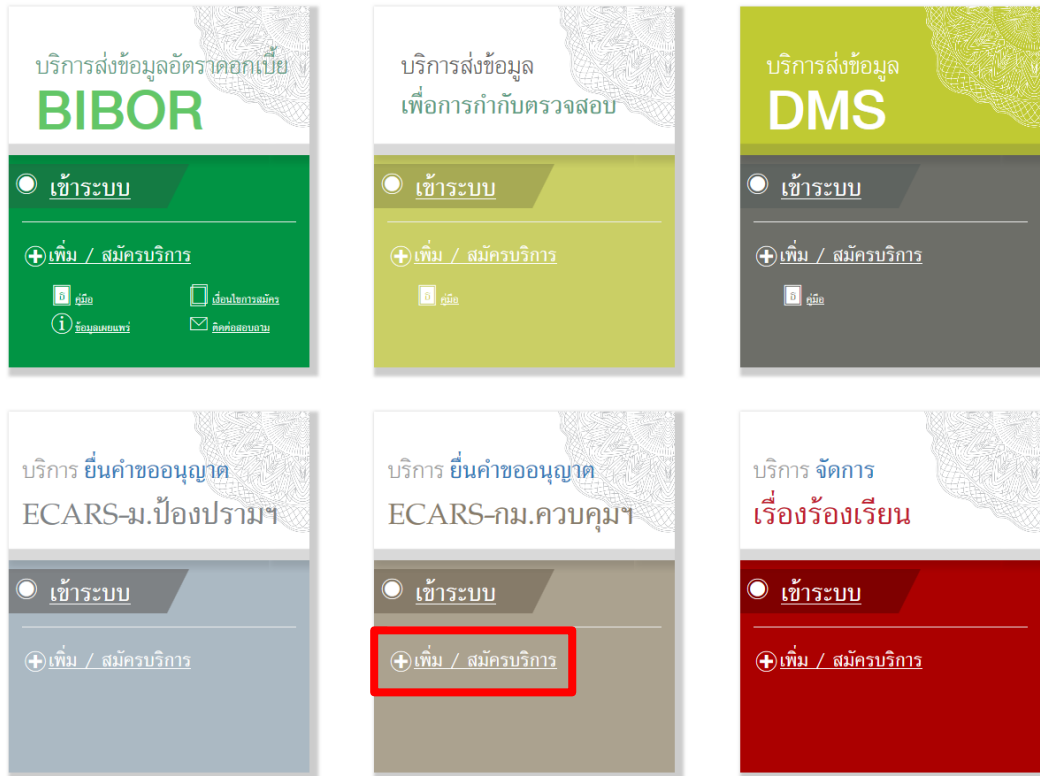 บริการส่งข้อมูลอัตราดอกเบี้ย
BIBOR
เข้าระบบ
เพิ่ม / สมัครบริการ
คู่มือ
เงื่อนไขการสมัคร
ข้อมูลเผยแพร่
ติดต่อสอบถาม
บริการส่งข้อมูล
เพื่อการกำกับตรวจสอบ
เข้าระบบ
เพิ่ม / สมัครบริการ
คู่มือ
บริการส่งข้อมูล
DMS
เข้าระบบ
เพิ่ม / สมัครบริการ
คู่มือ
บริการ ยื่นคำขออนุญาต
ECARS-ม.ป้องปรามฯ
เข้าระบบ
เพิ่ม / สมัครบริการ
บริการ ยื่นคำขออนุญาต
ECARS-กม.ควบคุมฯ
เข้าระบบ
เพิ่ม / สมัครบริการ
บริการ จัดการ
เรื่องร้องเรียน
เข้าระบบ
เพิ่ม / สมัครบริการ